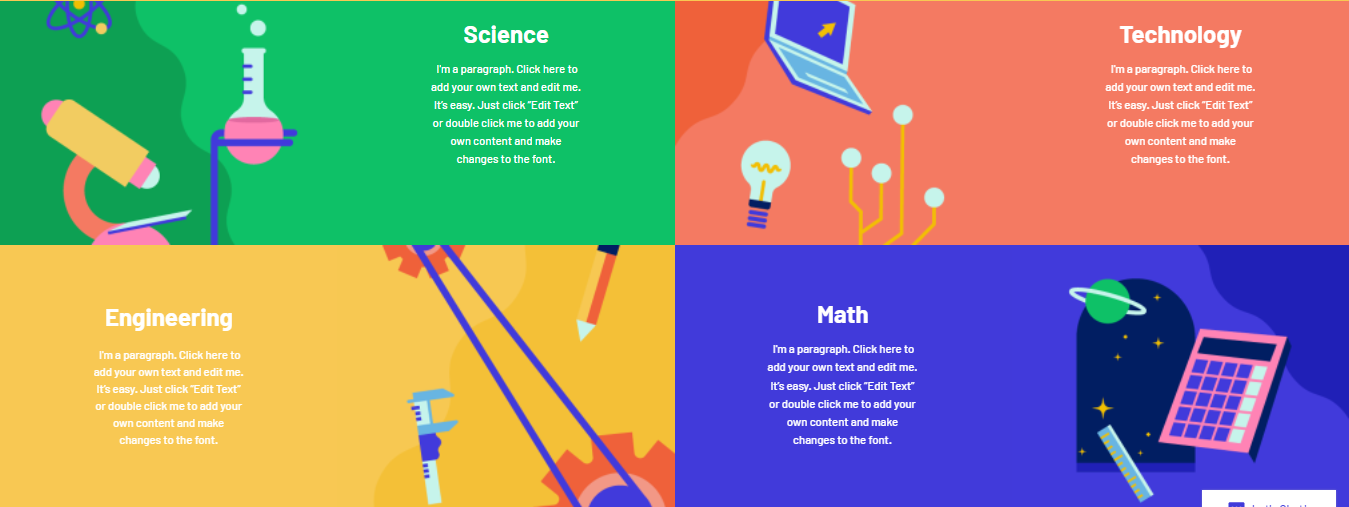 Science
I'm a paragraph. Click here to
add your own text and edit me.
It's easy. Just click "Edit Text"
or double click me to add your
own content and make
changes to the font.
Technology
I'm a paragraph. Click here to
add your own text and edit me.
It's easy. Just click "Edit Text"
or double click me to add your
own content and make
changes to the font.
Engineering
I'm a paragraph. Click here to
add your own text and edit me.
It's easy. Just click "Edit Text"
or double click me to add your
own content and make
changes to the font.
Math
I'm a paragraph. Click here to
add your own text and edit me.
It's easy. Just click "Edit Text"
or double click me to add your
own content and make
changes to the font.